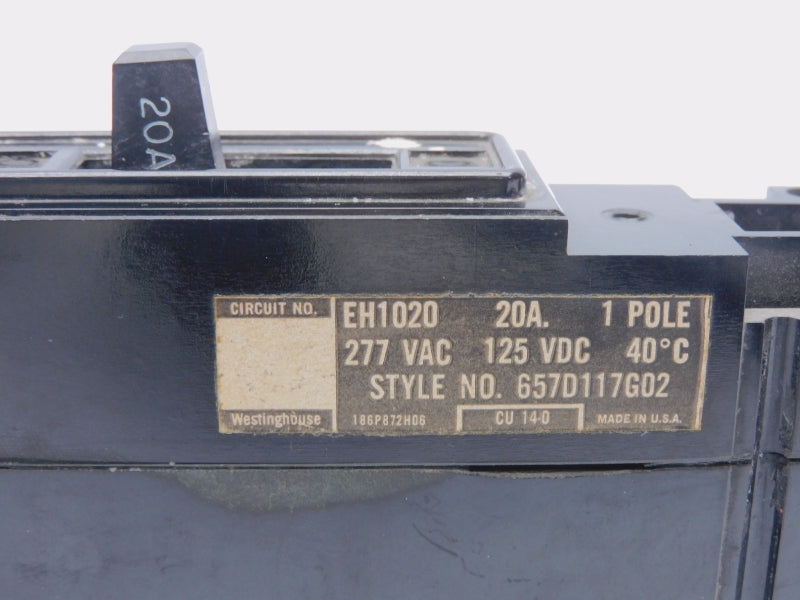 20A
CIRCUIT NO.
EH1020 20A. 1 POLE
277 VAC 125 VDC 40°C
STYLE NO. 657D117G02
Westinghouse 186P872H06 CU 14-0 MADE IN U.S.A.